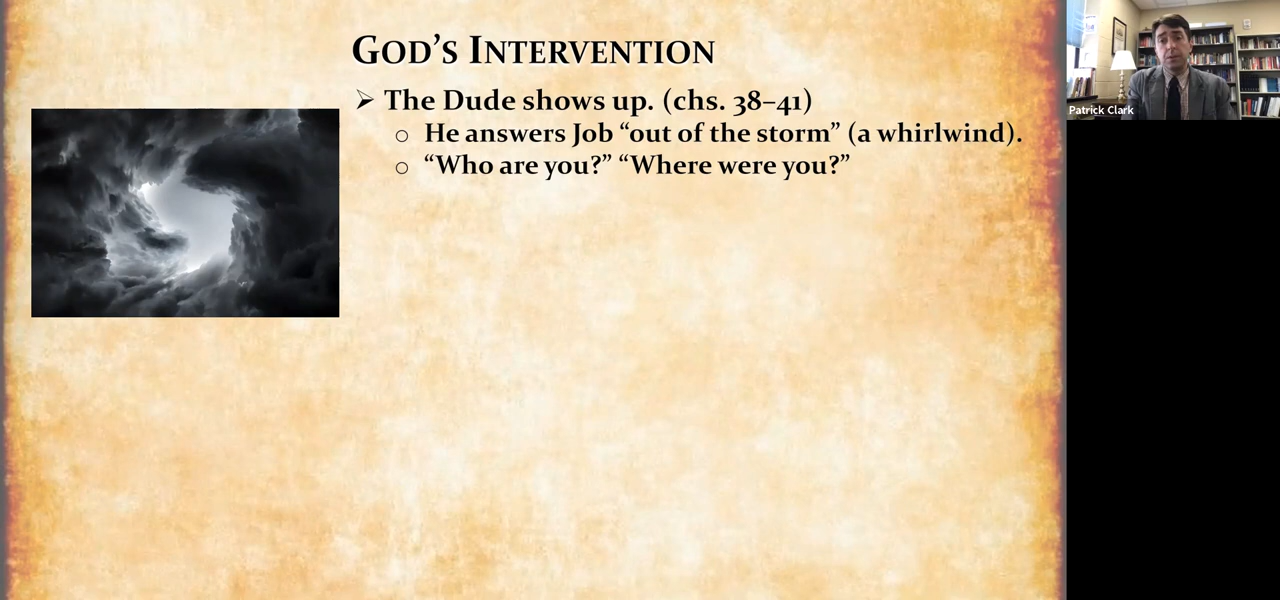 God's Intervention
➢ The Dude shows up. (chs. 38–41)
○ He answers Job “out of the storm” (a whirlwind).
○ “Who are you?” “Where were you?”
Patrick Clark